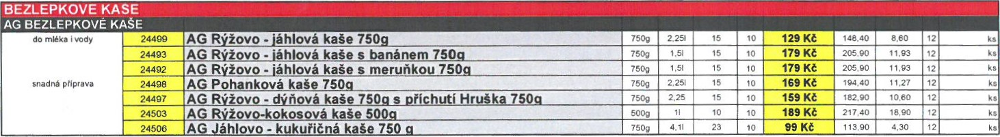 BEZLEPKOVÉ KAŠE
AG BEZLEPKOVÉ KAŠE
do mléka i vody 24499 AG Rýžovo - jáhlová kaše 750g 750g 2,25l 15 10 129 Kč 148,40 8,60 12 ks
24493 AG Rýžovo - jáhlová kaše s banánem 750g 750g 1,5l 15 10 179 Kč 205,90 11,93 12 ks
24492 AG Rýžovo - jáhlová kaše s meruňkou 750g 750g 1,5l 15 10 179 Kč 205,90 11,93 12 ks
snadná příprava 24498 AG Pohanková kaše 750g 750g 2,25l 15 10 169 Kč 194,40 11,27 12 ks
24497 AG Rýžovo - dýňová kaše 750g s příchutí Hruška 750g 750g 2,25 15 10 159 Kč 182,90 10,60 12 ks
24503 AG Rýžovo-kokosová kaše 500g 500g 1l 10 10 189 Kč 217,40 18,90 12 ks
24506 AG Jáhlovo - kukuřičná kaše 750 g 750g 4,1l 23 10 99 Kč 113,90 4,30 12 ks